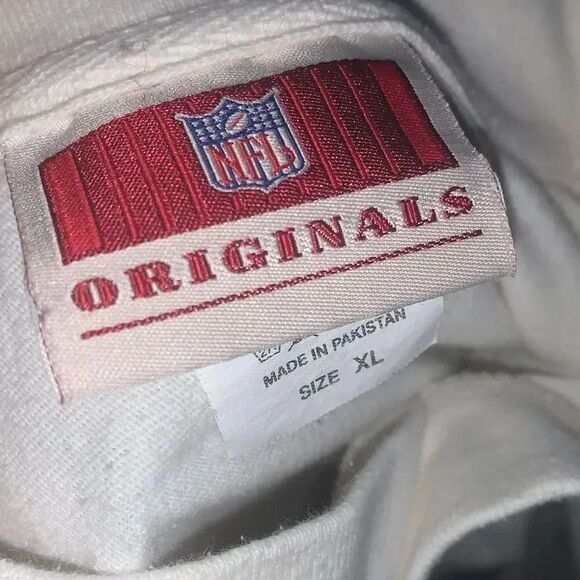 NFL
ORIGINALS
MADE IN PAKISTAN
SIZE XL